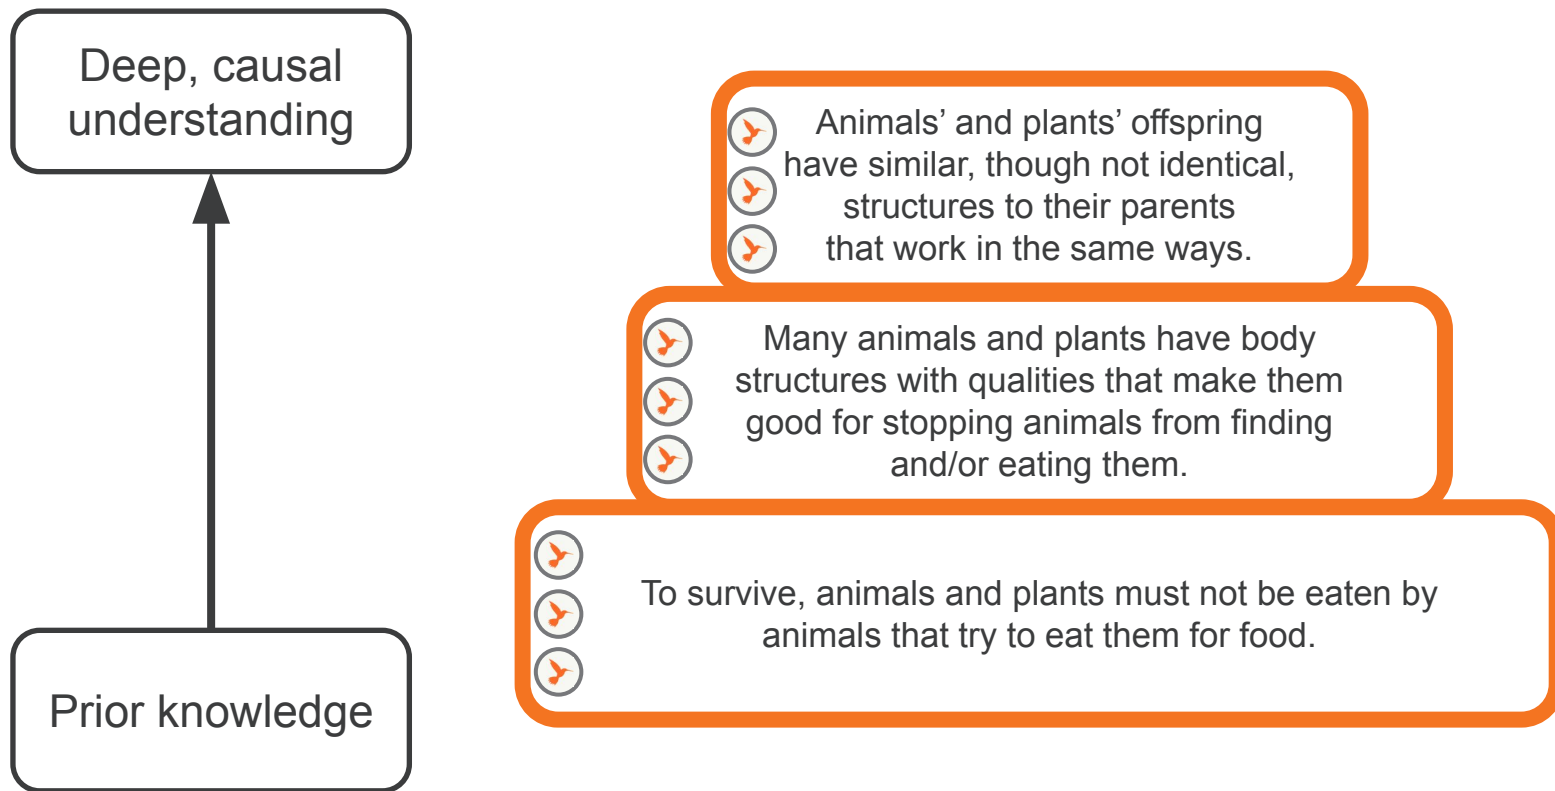 Deep, causal
understanding
Animals’ and plants’ offspring
have similar, though not identical,
structures to their parents
that work in the same ways.
Many animals and plants have body
structures with qualities that make them
good for stopping animals from finding
and/or eating them.
To survive, animals and plants must not be eaten by
animals that try to eat them for food.
Prior knowledge